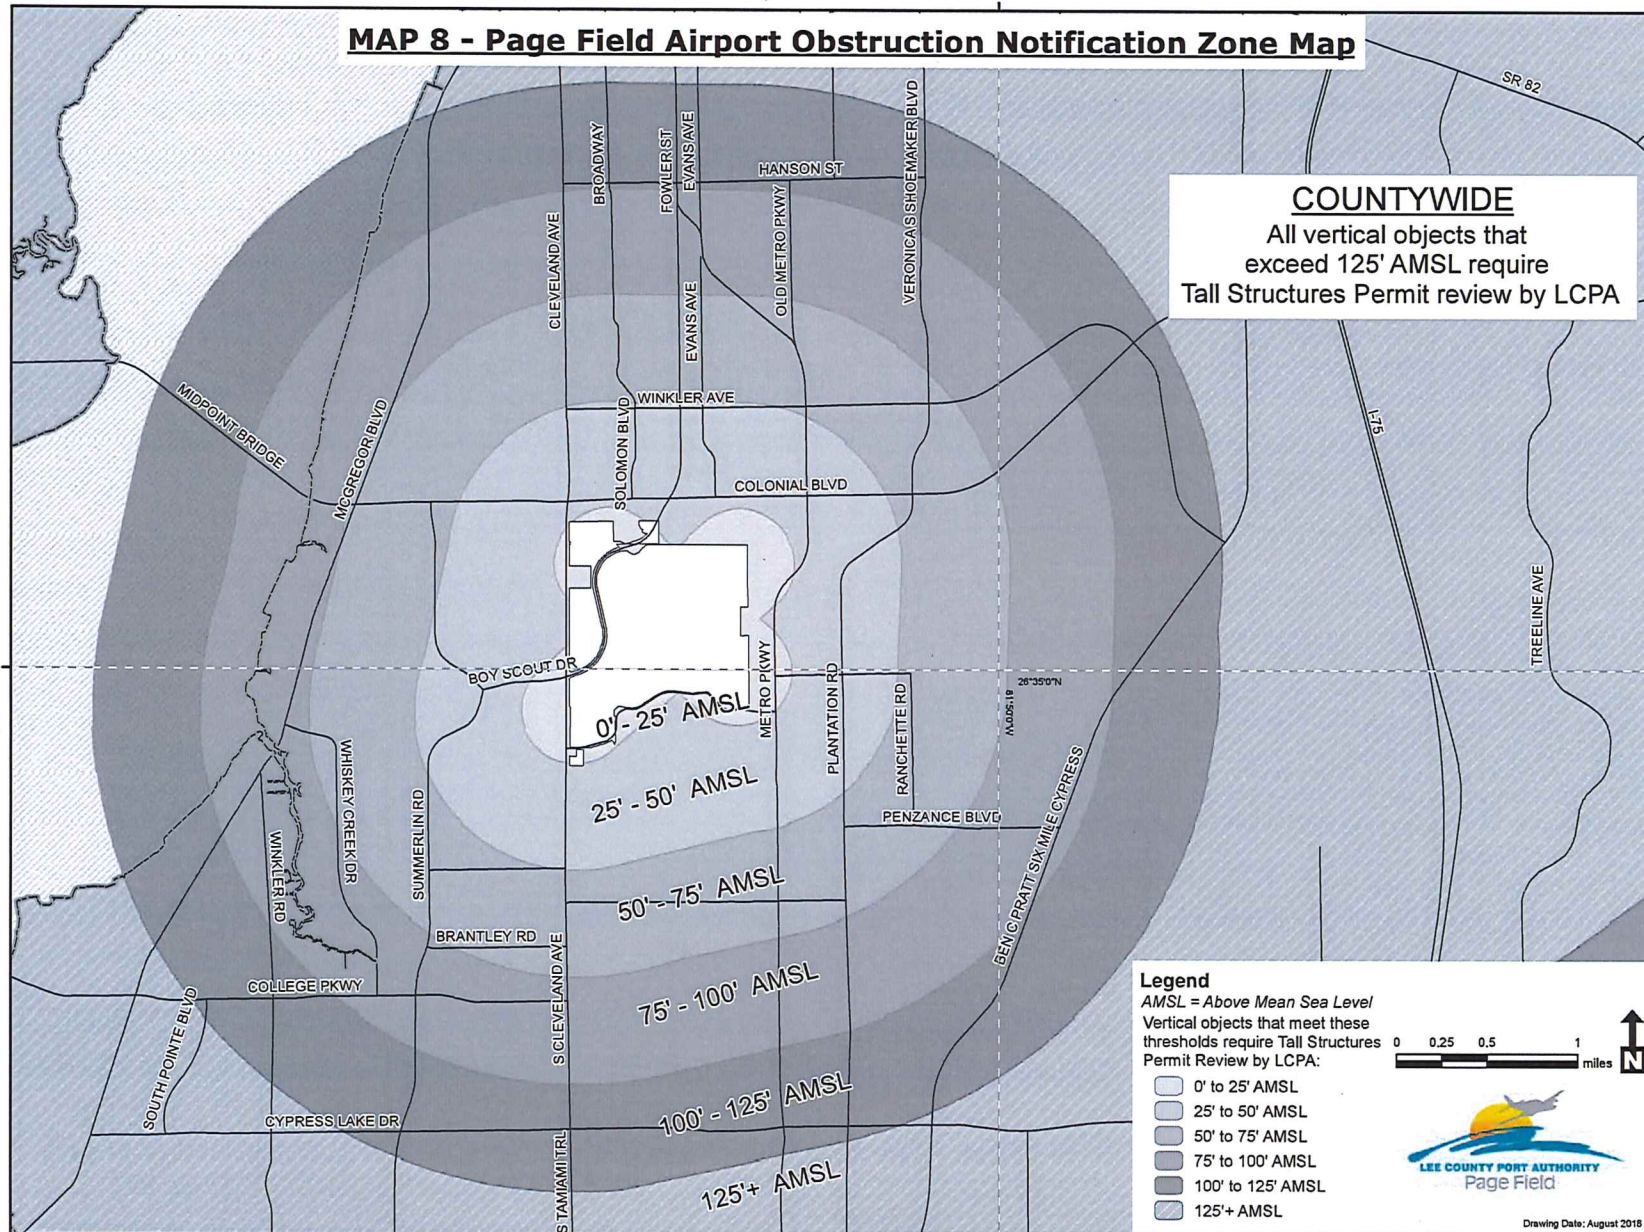 MAP 8 - Page Field Airport Obstruction Notification Zone Map
SR 82
COUNTYWIDE
All vertical objects that
exceed 125' AMSL require
Tall Structures Permit review by LCPA
BROADWAY
FOWLER ST
EVANS AVE
VERONICA S SHOEMAKER BLVD
HANSON ST
OLD METRO PKWY
CLEVELAND AVE
EVANS AVE
MIDPOINT BRIDGE
MCGREGOR BLVD
WINKLER AVE
SOLOMON BLVD
COLONIAL BLVD
I-75
TREELINE AVE
BOY SCOUT DR
METRO PKWY
PLANTATION RD
RANCHETTE RD
26°35'0"N
81°50'0"W
0' - 25' AMSL
25' - 50' AMSL
WHISKEY CREEK DR
SUMMERLIN RD
WINKLER RD
PENZANCE BLVD
BEN C PRATT SIX MILE CYPRESS
50' - 75' AMSL
BRANTLEY RD
S CLEVELAND AVE
COLLEGE PKWY
SOUTH POINTE BLVD
75' - 100' AMSL
CYPRESS LAKE DR
100' - 125' AMSL
S TAMIAMI TRL
125'+ AMSL
Legend
AMSL = Above Mean Sea Level
Vertical objects that meet these
thresholds require Tall Structures
Permit Review by LCPA:
0 0.25 0.5 1
miles
N
0' to 25' AMSL
25' to 50' AMSL
50' to 75' AMSL
75' to 100' AMSL
100' to 125' AMSL
125'+ AMSL
LEE COUNTY PORT AUTHORITY
Page Field
Drawing Date: August 2018